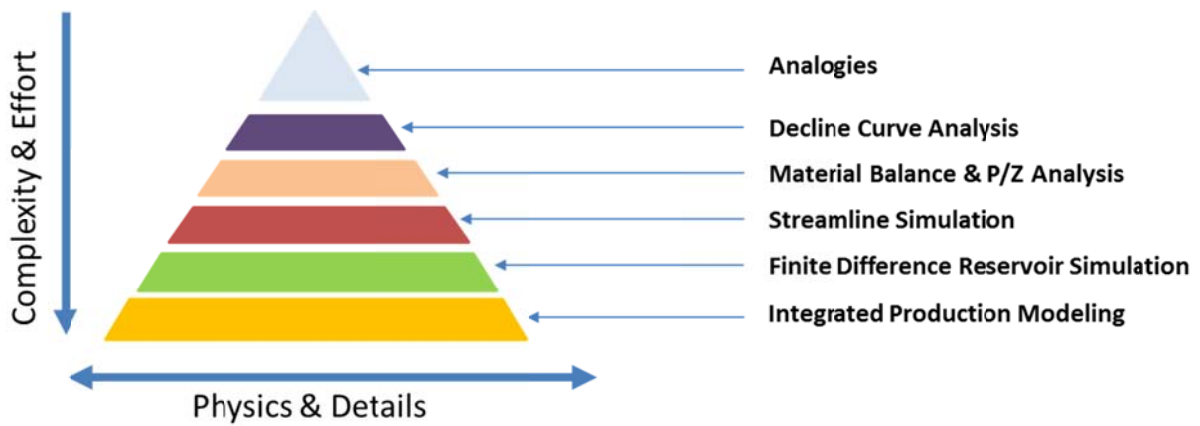 Complexity & Effort
Analogies
Decline Curve Analysis
Material Balance & P/Z Analysis
Streamline Simulation
Finite Difference Reservoir Simulation
Integrated Production Modeling
Physics & Details